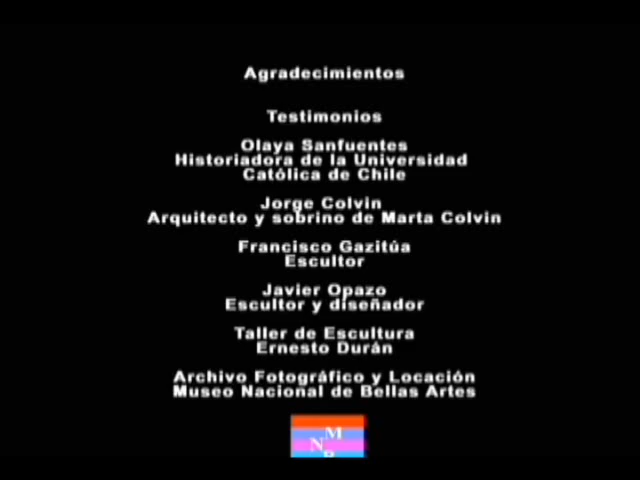 Agradecimientos
Testimonios
Olaya Sanfuentes
Historiadora de la Universidad
Católica de Chile
Jorge Colvin
Arquitecto y sobrino de Marta Colvin
Francisco Gazitúa
Escultor
Javier Opazo
Escultor y diseñador
Taller de Escultura
Ernesto Durán
Archivo Fotográfico y Locación
Museo Nacional de Bellas Artes
M
N
B